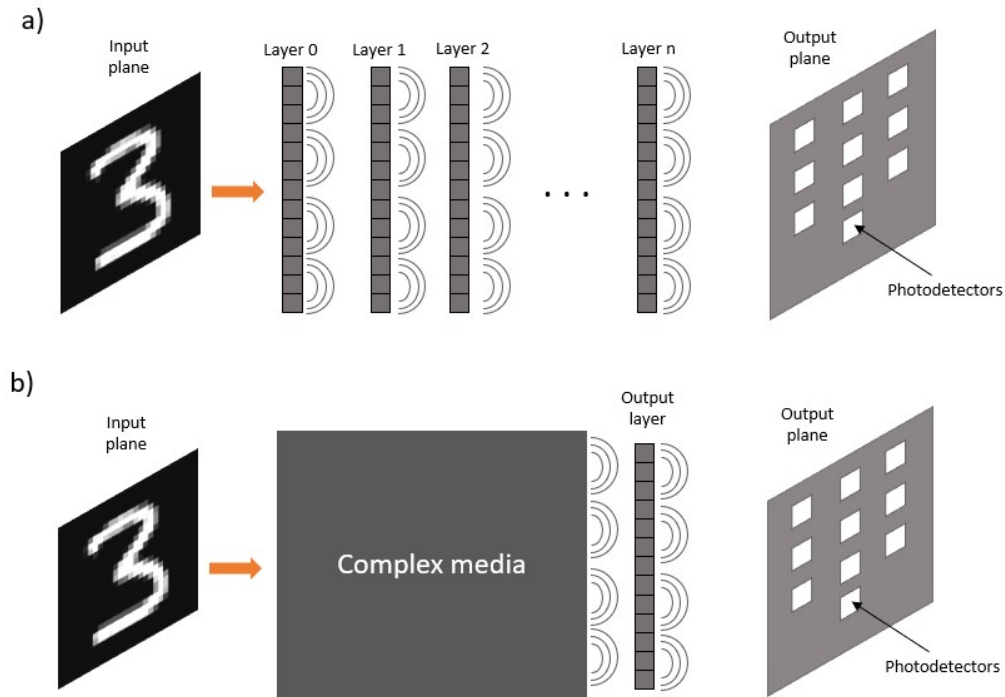 a)
Input
plane
Layer 0
Layer 1
Layer 2
...
Layer n
Output
plane
Photodetectors
b)
Input
plane
Complex media
Output
layer
Output
plane
Photodetectors